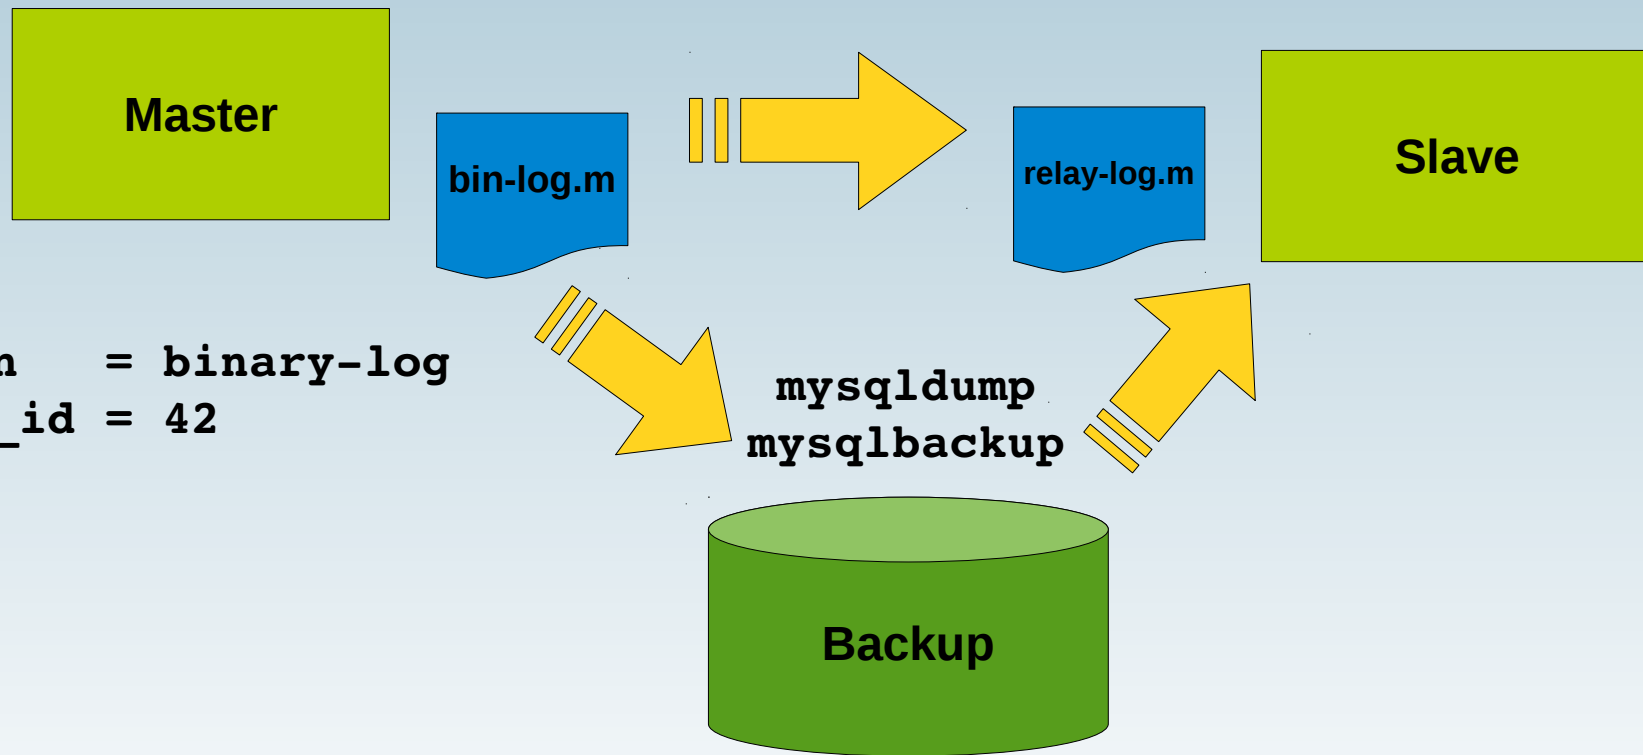 Master
bin-log.m
relay-log.m
Slave
n = binary-log
_id = 42
mysqldump
mysqlbackup
Backup